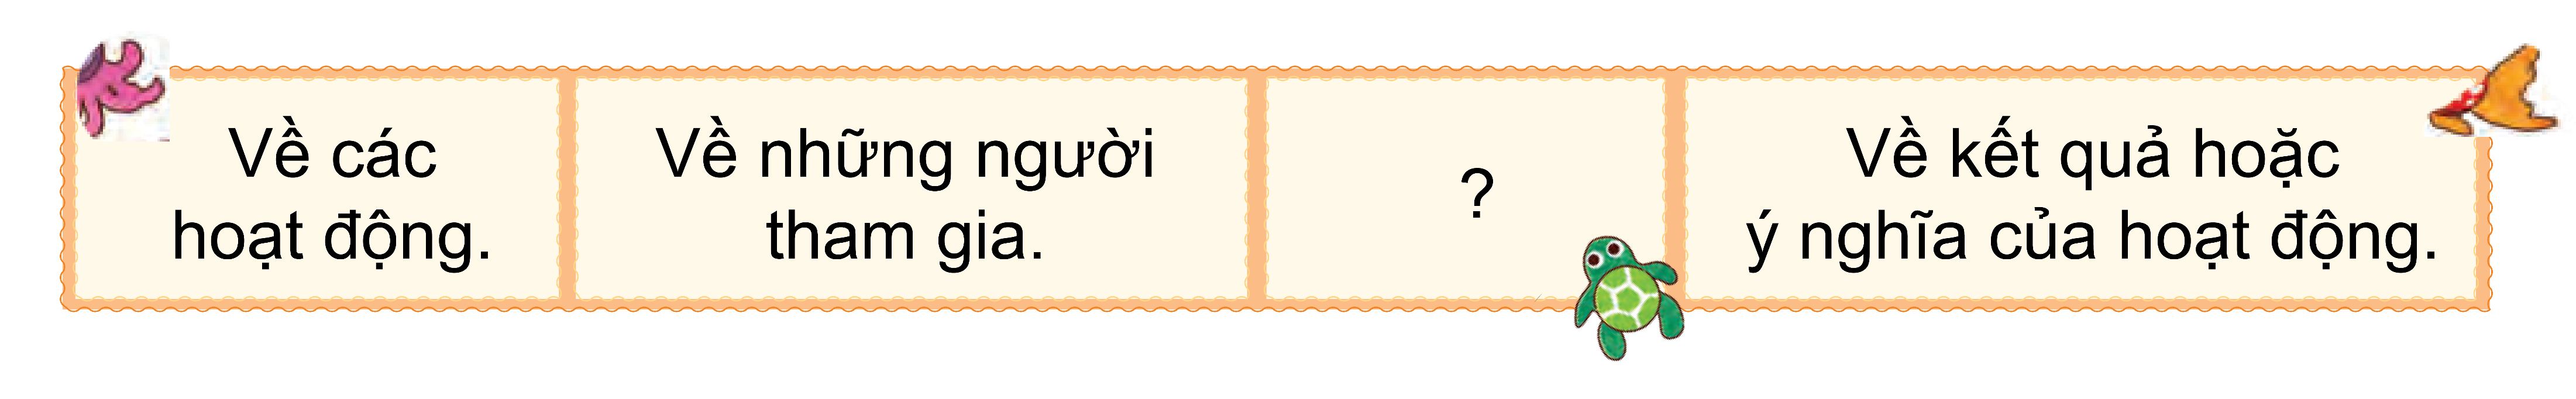 Về các
hoạt động.
Về những người
tham gia.
?
Về kết quả hoặc
ý nghĩa của hoạt động.